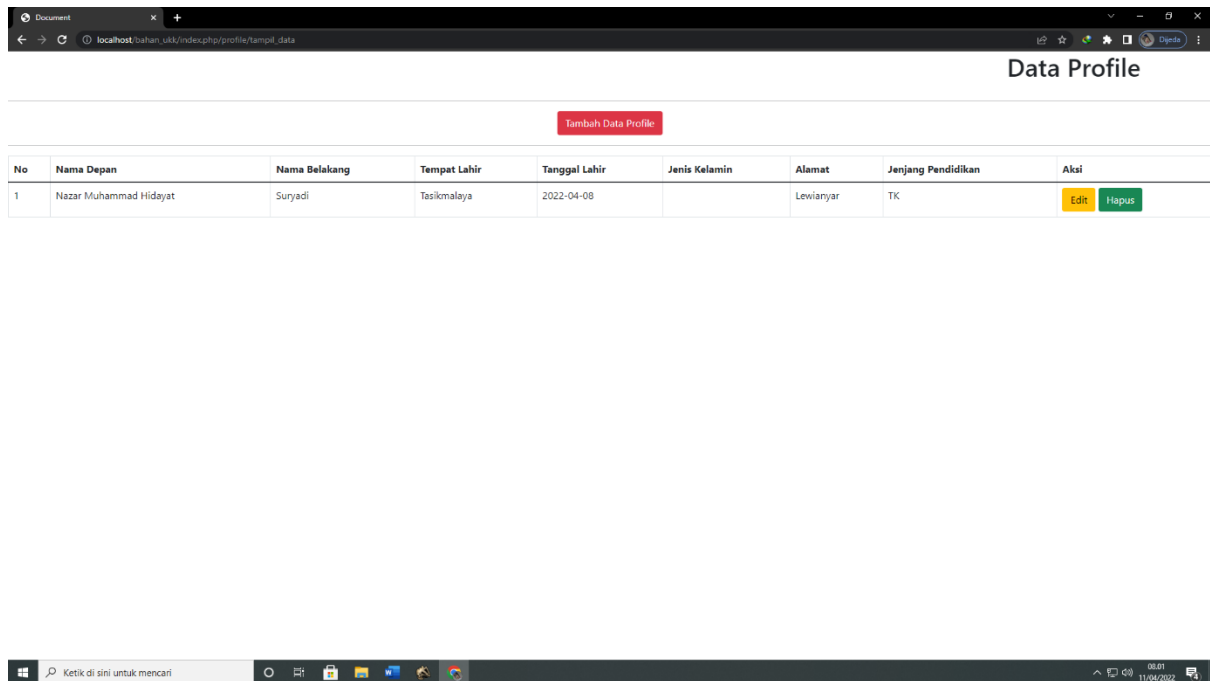 Document
localhost/bahan_ukk/index.php/profile/tampil_data
Dijeda
Data Profile
Tambah Data Profile
No Nama Depan Nama Belakang Tempat Lahir Tanggal Lahir Jenis Kelamin Alamat Jenjang Pendidikan Aksi
1 Nazar Muhammad Hidayat Suryadi Tasikmalaya 2022-04-08 Lewianyar TK Edit Hapus
Ketik di sini untuk mencari
08.01
11/04/2022